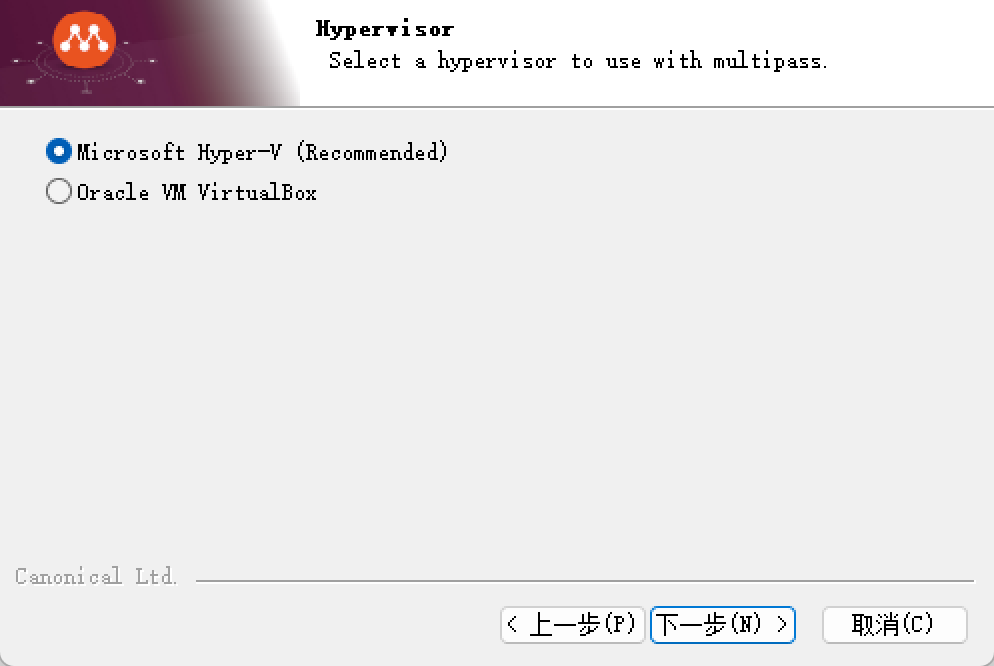 Hypervisor
Select a hypervisor to use with multipass.
Microsoft Hyper-V (Recommended)
Oracle VM VirtualBox
Canonical Ltd.
< 上一步(P) 下一步(N) > 取消(C)